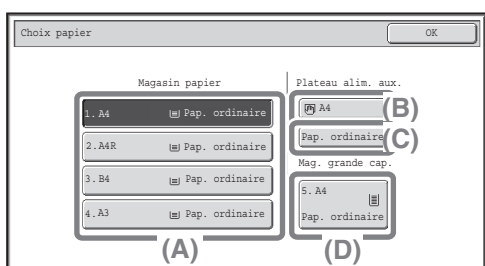 Choix papier
OK
Magasin papier
1. A4 Pap. ordinaire
2. A4R Pap. ordinaire
3. B4 Pap. ordinaire
4. A3 Pap. ordinaire
(A)
Plateau alim. aux.
A4
(B)
Pap. ordinaire
(C)
Mag. grande cap.
5. A4
Pap. ordinaire
(D)